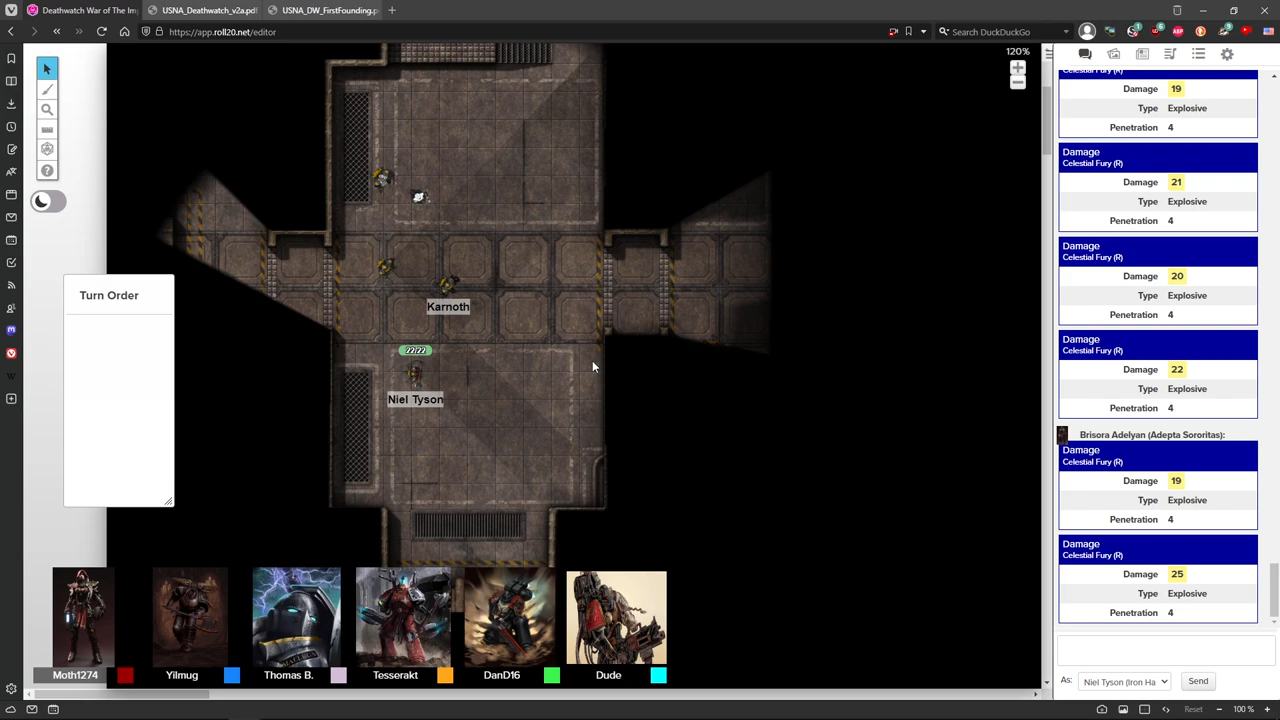 Deathwatch War of The Im
USNA_Deathwatch_v2a.pdf
USNA_DW_FirstFounding.p
https://app.roll20.net/editor
Search DuckDuckGo
120%
Turn Order
Karnoth
22/22
Niel Tyson
Moth1274
Yilmug
Thomas B.
Tesserakt
DanD16
Dude
Celestial Fury (R)
Damage 19
Type Explosive
Penetration 4
Damage
Celestial Fury (R)
Damage 21
Type Explosive
Penetration 4
Damage
Celestial Fury (R)
Damage 20
Type Explosive
Penetration 4
Damage
Celestial Fury (R)
Damage 22
Type Explosive
Penetration 4
Brisora Adelyan (Adepta Sororitas):
Damage
Celestial Fury (R)
Damage 19
Type Explosive
Penetration 4
Damage
Celestial Fury (R)
Damage 25
Type Explosive
Penetration 4
As: Niel Tyson (Iron Ha
Send
Reset
100 %